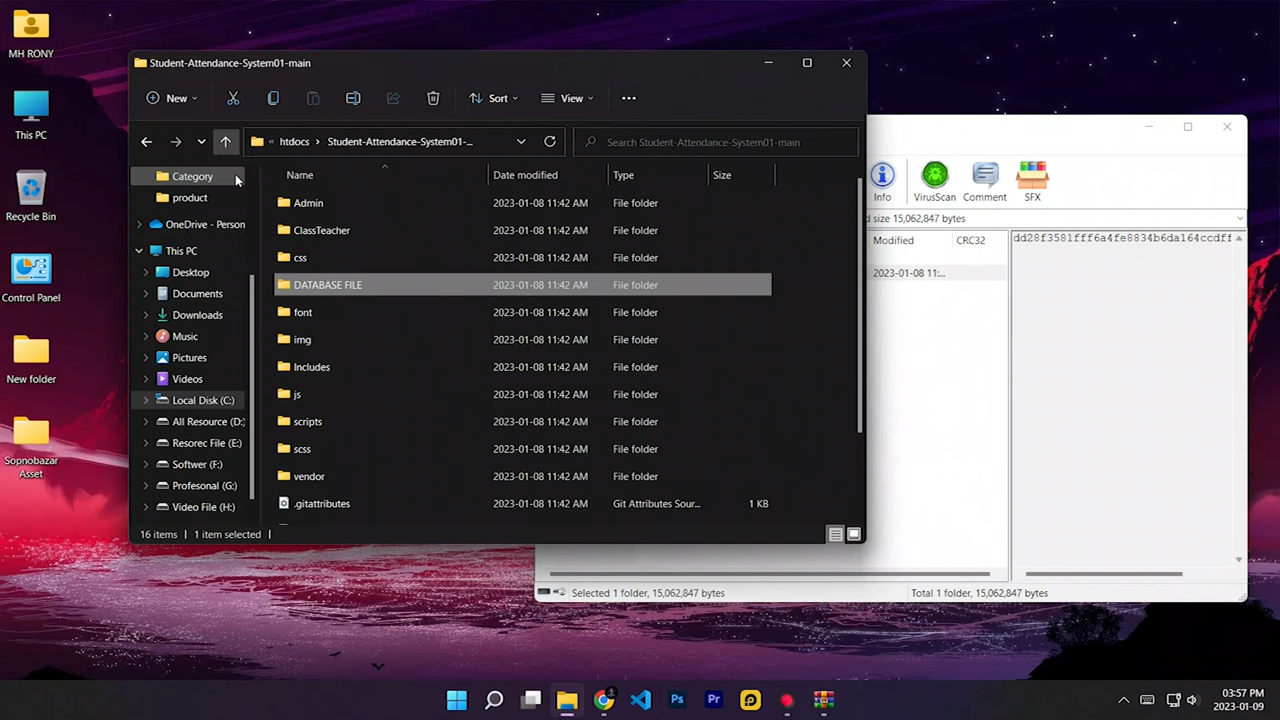 MH RONY
This PC
Recycle Bin
Control Panel
New folder
Sopnobazar
Asset
Student-Attendance-System01-main
New
Sort
View
« htdocs > Student-Attendance-System01-...
Search Student-Attendance-System01-main
Category
product
OneDrive - Person
This PC
Desktop
Documents
Downloads
Music
Pictures
Videos
Local Disk (C:)
All Resource (D:)
Resorec File (E:)
Softwer (F:)
Profesonal (G:)
Video File (H:)
Name Date modified Type Size
Admin 2023-01-08 11:42 AM File folder
ClassTeacher 2023-01-08 11:42 AM File folder
css 2023-01-08 11:42 AM File folder
DATABASE FILE 2023-01-08 11:42 AM File folder
font 2023-01-08 11:42 AM File folder
img 2023-01-08 11:42 AM File folder
Includes 2023-01-08 11:42 AM File folder
js 2023-01-08 11:42 AM File folder
scripts 2023-01-08 11:42 AM File folder
scss 2023-01-08 11:42 AM File folder
vendor 2023-01-08 11:42 AM File folder
.gitattributes 2023-01-08 11:42 AM Git Attributes Sour... 1 KB
16 items 1 item selected
Info VirusScan Comment SFX
d size 15,062,847 bytes
Modified CRC32
2023-01-08 11:...
dd28f3581fff6a4fe8834b6da164ccdff
Selected 1 folder, 15,062,847 bytes
Total 1 folder, 15,062,847 bytes
Ps
Pr
03:57 PM
2023-01-09